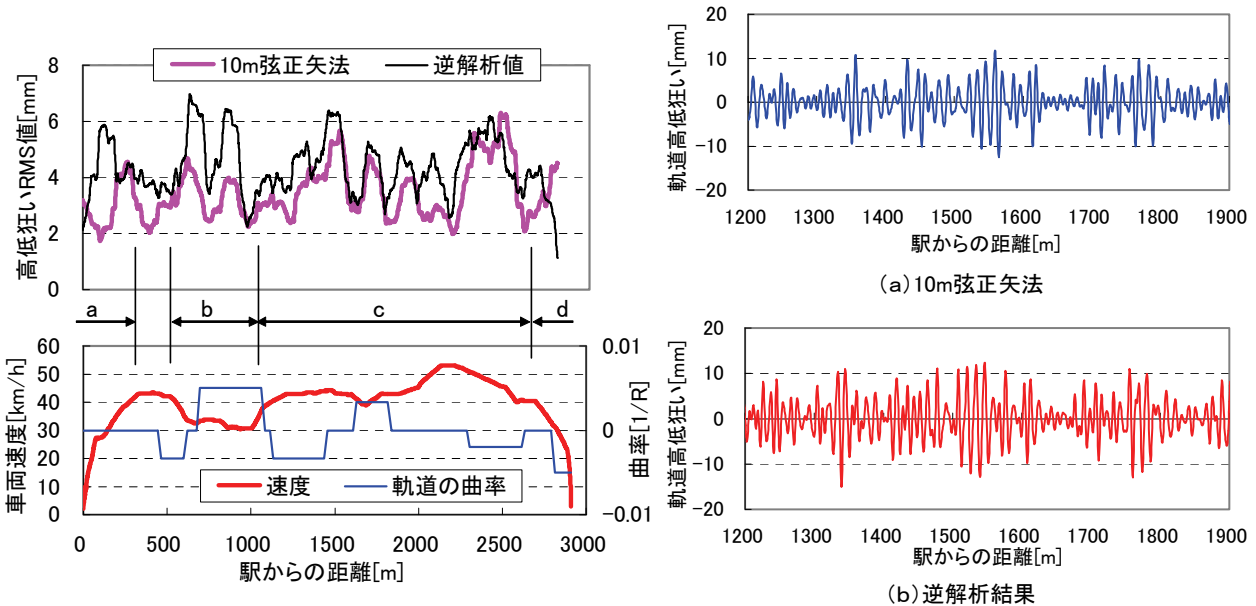 10m弦正矢法 逆解析値
高低狂いRMS値[mm]
8
6
4
2
0
a b c d
車両速度[km/h]
60
50
40
30
20
10
0
0.01
0
-0.01
曲率[1/R]
速度 軌道の曲率
0 500 1000 1500 2000 2500 3000
駅からの距離[m]
軌道高低狂い[mm]
20
10
0
-10
-20
1200 1300 1400 1500 1600 1700 1800 1900
駅からの距離[m]
(a)10m弦正矢法
軌道高低狂い[mm]
20
10
0
-10
-20
1200 1300 1400 1500 1600 1700 1800 1900
駅からの距離[m]
(b)逆解析結果